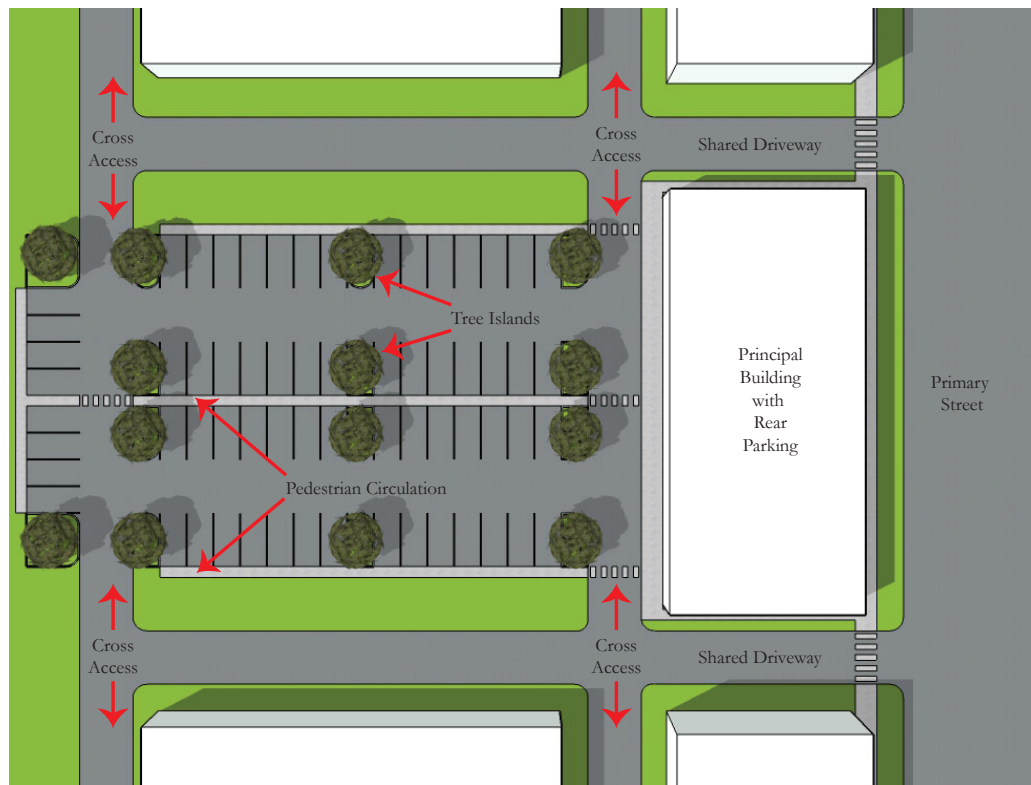 Cross
Access
Cross
Access
Shared Driveway
Tree Islands
Principal
Building
with
Rear
Parking
Primary
Street
Pedestrian Circulation
Cross
Access
Cross
Access
Shared Driveway